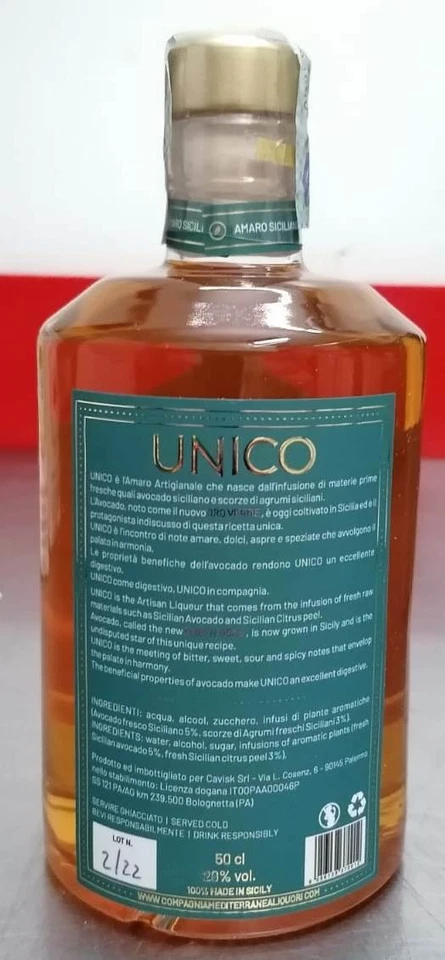 AMARO SICILIAN
UNICO
UNICO è l'Amaro Artigianale che nasce dall'infusione di materie prime
fresche quali avocado siciliano e scorze di agrumi siciliani.
L'Avocado, noto come il nuovo ORO VERDE, è oggi coltivato in Sicilia ed è il
protagonista indiscusso di questa ricetta unica.
UNICO è l'incontro di note amare, dolci, aspre e speziate che avvolgono il
palato in armonia.
Le proprietà benefiche dell'avocado rendono UNICO un eccellente
digestivo.
UNICO come digestivo, UNICO in compagnia.
UNICO is the Artisan Liqueur that comes from the infusion of fresh raw
materials such as Sicilian Avocado and Sicilian Citrus peel.
Avocado, called the new , is now grown in Sicily and is the
undisputed star of this unique recipe.
UNICO is the meeting of bitter, sweet, sour and spicy notes that envelop
the palate in harmony.
The beneficial properties of avocado make UNICO an excellent digestive.
INGREDIENTI: acqua, alcool, zucchero, infusi di piante aromatiche
(Avocado fresco Siciliano 5%, scorze di Agrumi freschi Siciliani 3%).
INGREDIENTS: water, alcohol, sugar, infusions of aromatic plants (fresh
Sicilian avocado 5%, fresh Sicilian citrus peel 3%).
Prodotto ed imbottigliato per Cavisk Srl - Via L. Cosenz, 6 - 90145 Palermo
nello stabilimento: Licenza dogana IT00PAA00046P
SS 121 PA/AG km 239,500 Bolognetta (PA)
SERVIRE GHIACCIATO | SERVED COLD
BEVI RESPONSABILMENTE | DRINK RESPONSIBLY
LOT N.
2/22
50 cl
% vol
100% MADE IN SICILY
WWW.COMPAGNIAMEDITERRANEALIQUORI.COM